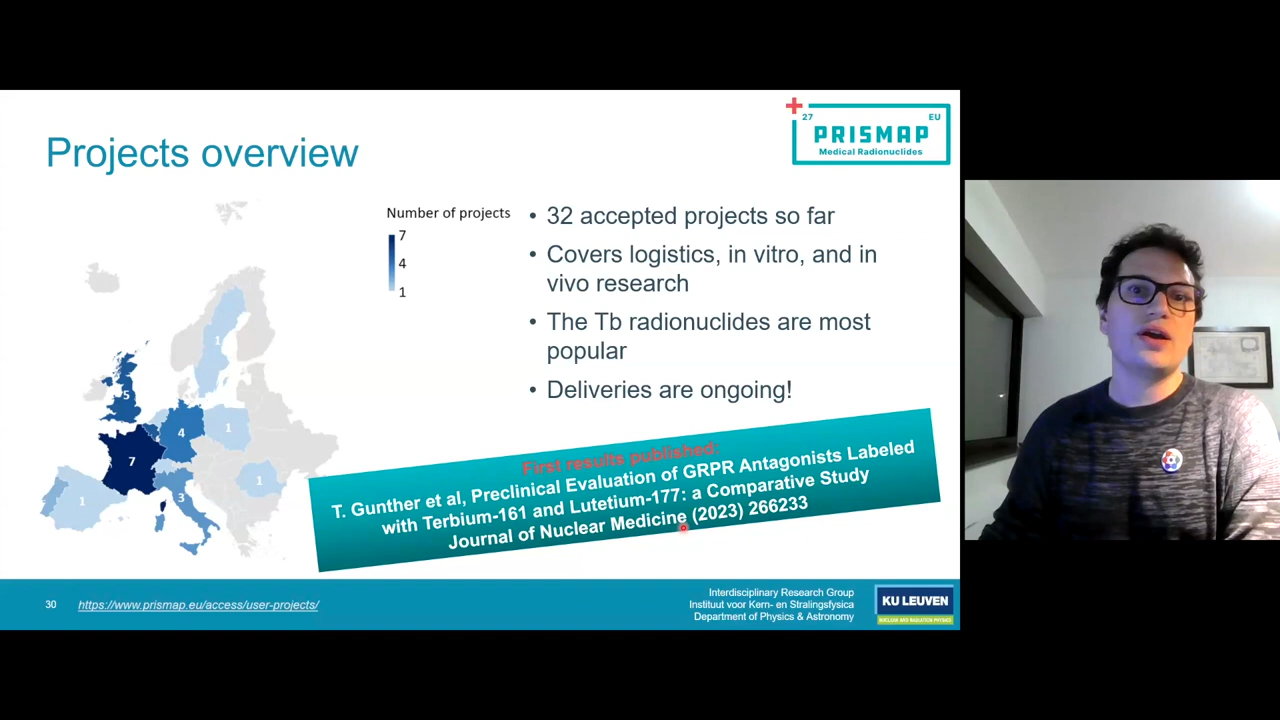 Projects overview
27 EU
PRISMAP
Medical Radionuclides
Number of projects
7
4
1
• 32 accepted projects so far
• Covers logistics, in vitro, and in
vivo research
• The Tb radionuclides are most
popular
• Deliveries are ongoing!
1
5
4
1
7
1
3
1
First results published:
T. Gunther et al, Preclinical Evaluation of GRPR Antagonists Labeled
with Terbium-161 and Lutetium-177: a Comparative Study
Journal of Nuclear Medicine (2023) 266233
30
https://www.prismap.eu/access/user-projects/
Interdisciplinary Research Group
Instituut voor Kern- en Stralingsfysica
Department of Physics & Astronomy
KU LEUVEN
NUCLEAR AND RADIATION PHYSICS